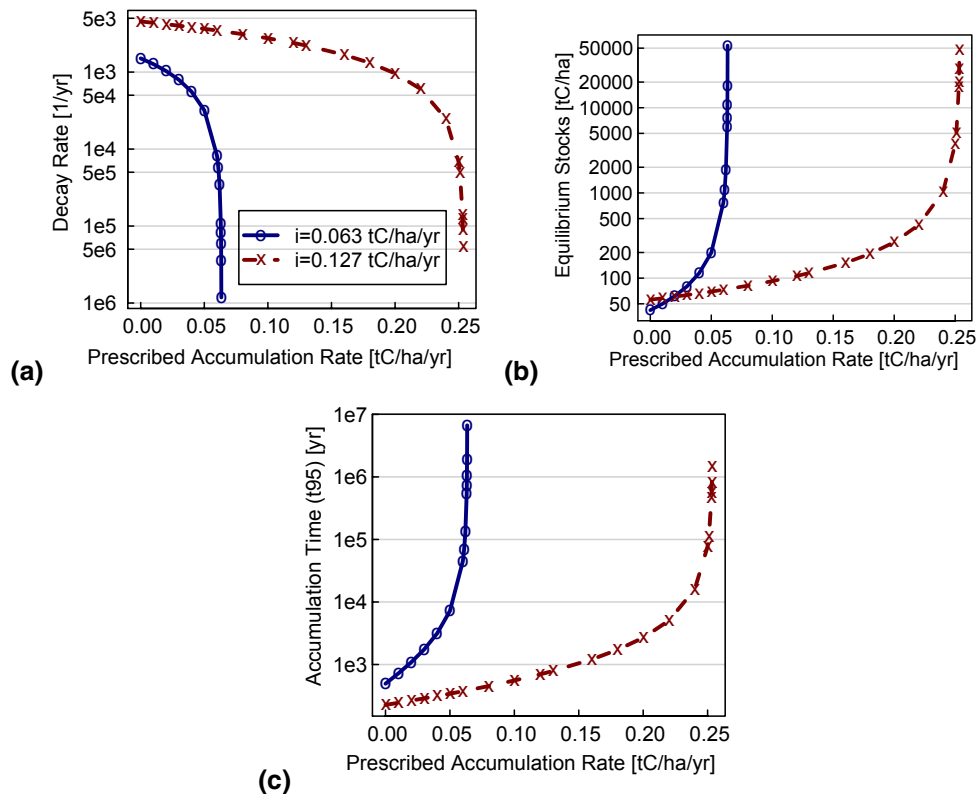 (a)
Decay Rate [1/yr]
5e3
1e3
5e4
1e4
5e5
1e5
5e6
1e6
i=0.063 tC/ha/yr
i=0.127 tC/ha/yr
0.00 0.05 0.10 0.15 0.20 0.25
Prescribed Accumulation Rate [tC/ha/yr]
(b)
Equilibrium Stocks [tC/ha]
50000
20000
10000
5000
2000
1000
500
200
100
50
0.00 0.05 0.10 0.15 0.20 0.25
Prescribed Accumulation Rate [tC/ha/yr]
(c)
Accumulation Time (t95) [yr]
1e7
1e6
1e5
1e4
1e3
0.00 0.05 0.10 0.15 0.20 0.25
Prescribed Accumulation Rate [tC/ha/yr]